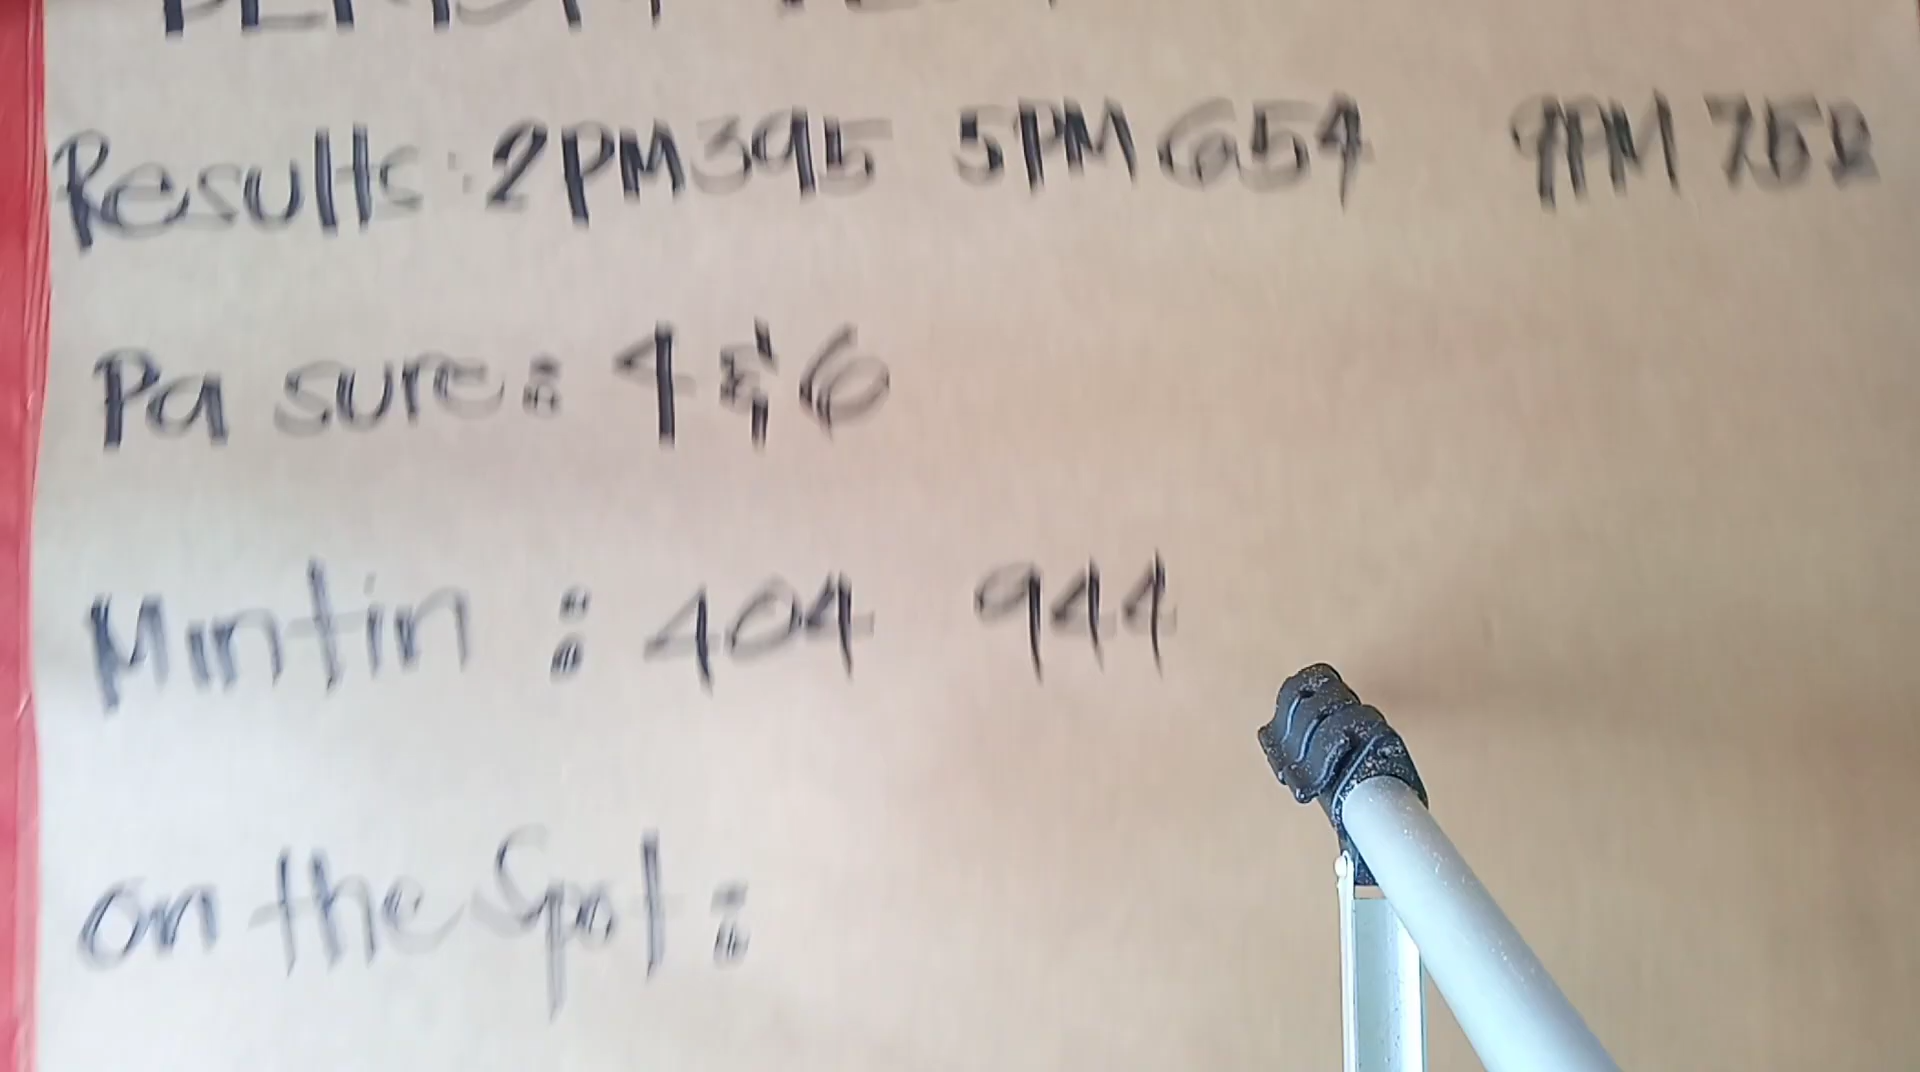 Results: 2PM 395 5PM 654 9PM 752
Pa sure: 4 & 6
Mintin: 404 944
on the Spot: